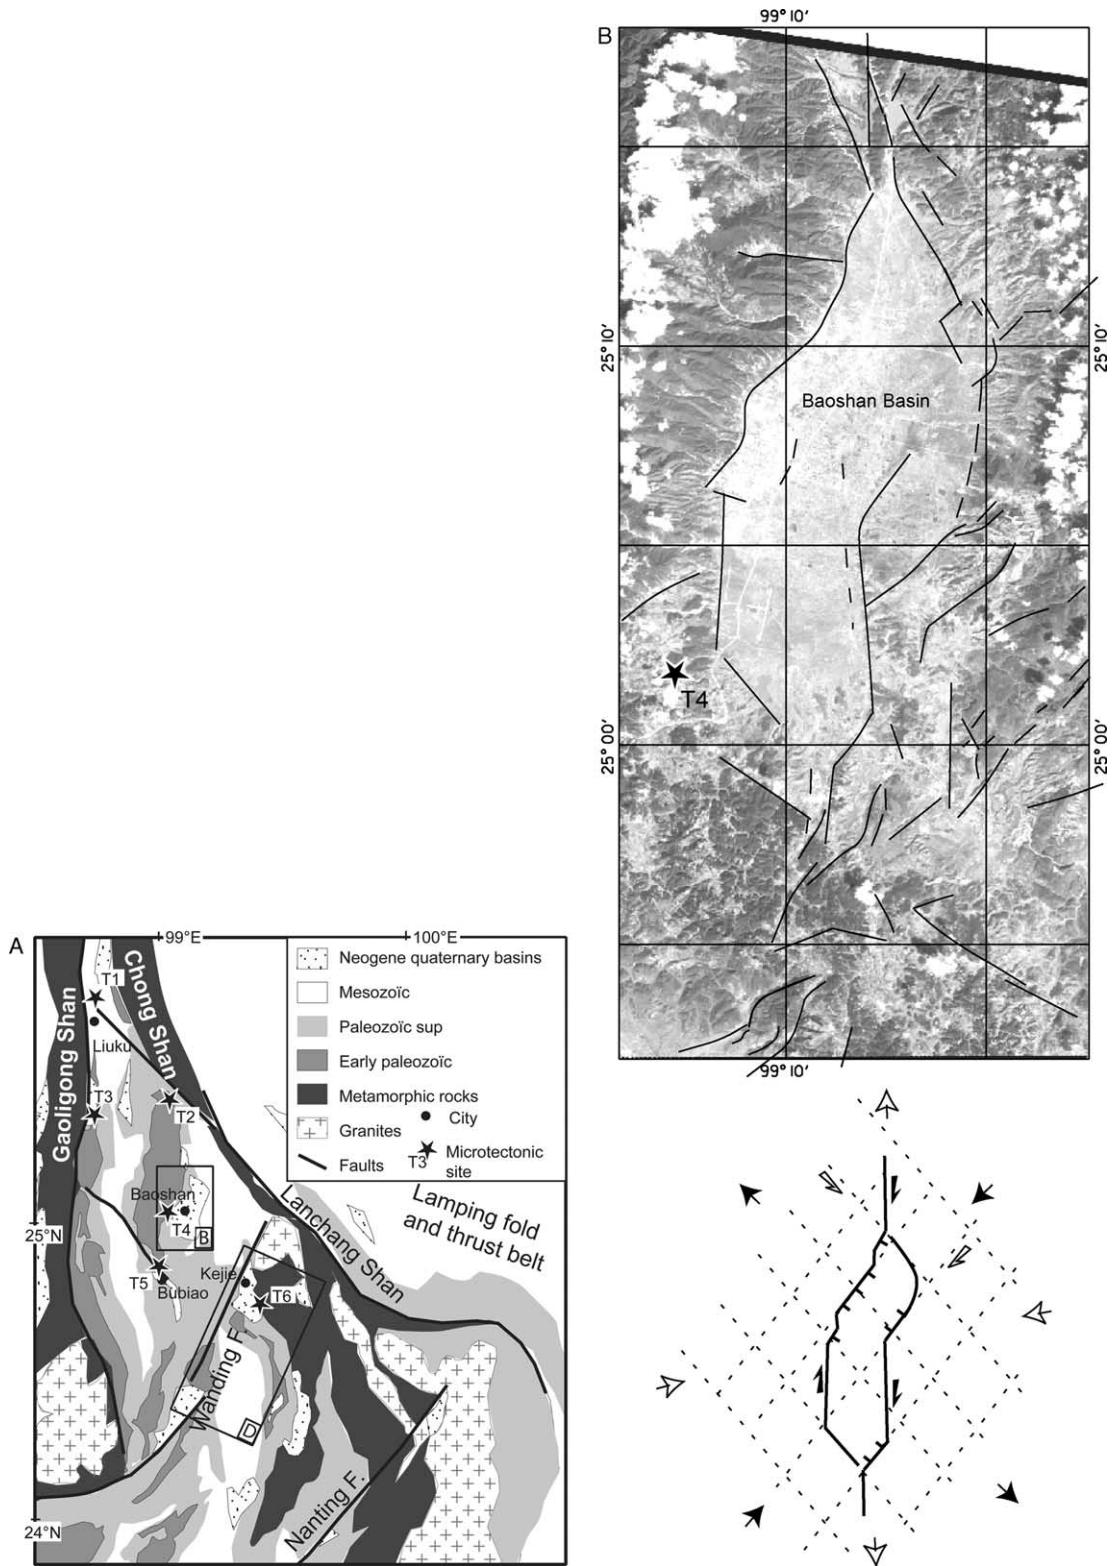 B
99° 10′
25° 10′
25° 10′
Baoshan Basin
T4
25° 00′
25° 00′
99° 10′
A
99°E
100°E
Neogene quaternary basins
Mesozoïc
Paleozoïc sup
Early paleozoïc
Metamorphic rocks
City
Granites
Microtectonic
site
T3
Faults
T1
Chong Shan
Liuku
Gaoligong Shan
T3
T2
Baoshan
T4
B
25°N
Lanchang Shan
Lamping fold
and thrust belt
T5
Bubiao
Kejie
T6
Wanding F.
D
Nanting F.
24°N